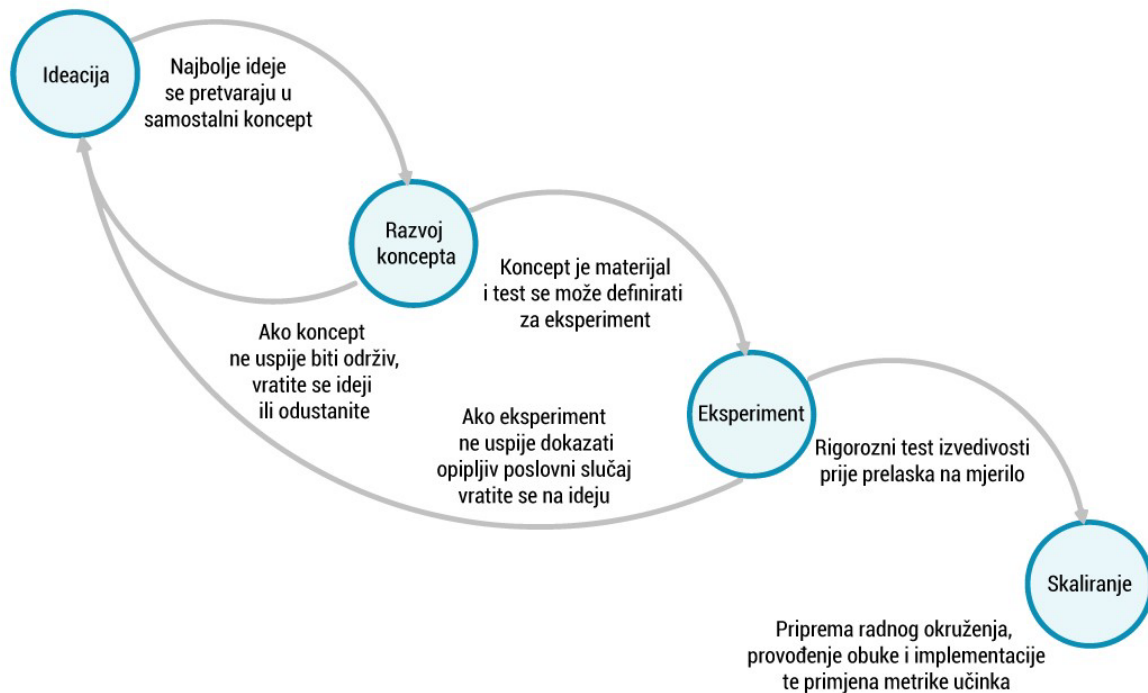 Ideacija
Najbolje ideje
se pretvaraju u
samostalni koncept
Razvoj
koncepta
Koncept je materijal
i test se može definirati
za eksperiment
Ako koncept
ne uspije biti održiv,
vratite se ideji
ili odustanite
Eksperiment
Ako eksperiment
ne uspije dokazati
opipljiv poslovni slučaj
vratite se na ideju
Rigorozni test izvedivosti
prije prelaska na mjerilo
Skaliranje
Priprema radnog okruženja,
provođenje obuke i implementacije
te primjena metrike učinka